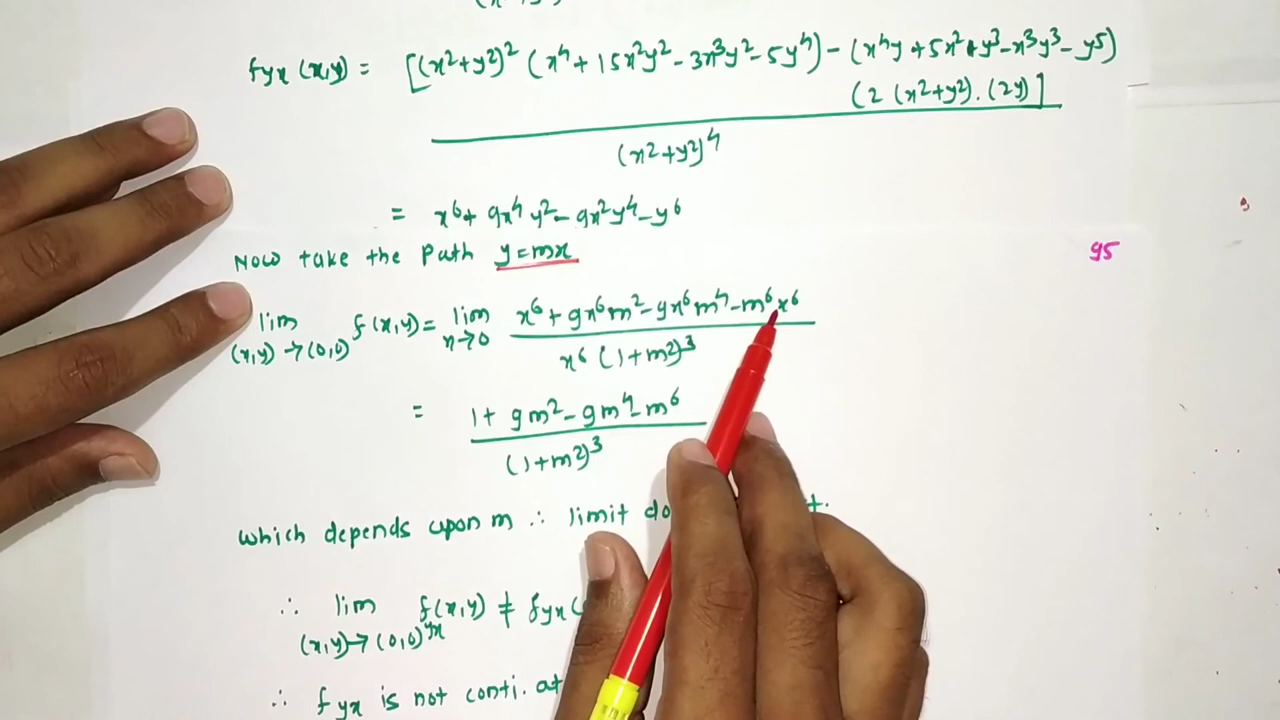 fyx (x,y) = [(x²+y²)² (x⁴+15x²y²-3x³y²-5y⁴) - (x⁴y+5x²+y³-x³y³-y⁵)
(2 (x²+y²). (2y)]
(x²+y²)⁴
= x⁶+ 9x⁴y²-9x²y⁴-y⁶
Now take the Path y=mx
95
lim (x,y)→(0,0) f(x,y)= lim x→0 x⁶+9x⁶m²-9x⁶m⁴-m⁶x⁶ / x⁶(1+m²)³
= 1+9m²-9m⁴-m⁶ / (1+m²)³
which depends upon m ∴ limit
∴ lim (x,y)→(0,0) f(x,y) ≠ fyx(
yx
∴ fyx is not conti. at